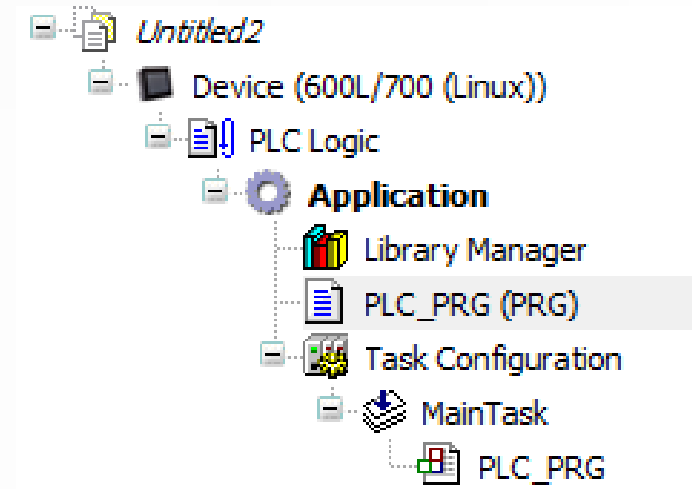 Untitled2
Device (600L/700 (Linux))
PLC Logic
Application
Library Manager
PLC_PRG (PRG)
Task Configuration
MainTask
PLC_PRG